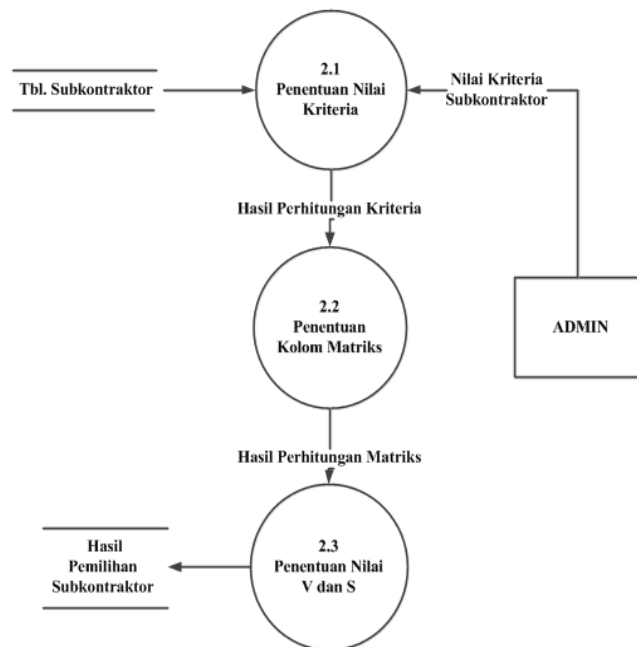 2.1
Penentuan Nilai
Kriteria
Tbl. Subkontraktor
Nilai Kriteria
Subkontraktor
Hasil Perhitungan Kriteria
2.2
Penentuan
Kolom Matriks
ADMIN
Hasil Perhitungan Matriks
2.3
Penentuan Nilai
V dan S
Hasil
Pemilihan
Subkontraktor